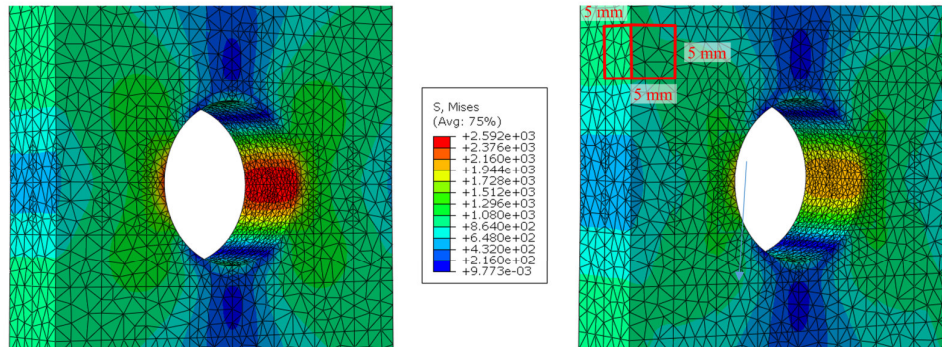 S, Mises
(Avg: 75%)
+2.592e+03
+2.376e+03
+2.160e+03
+1.944e+03
+1.728e+03
+1.512e+03
+1.296e+03
+1.080e+03
+8.640e+02
+6.480e+02
+4.320e+02
+2.160e+02
+9.773e-03
5 mm
5 mm
5 mm